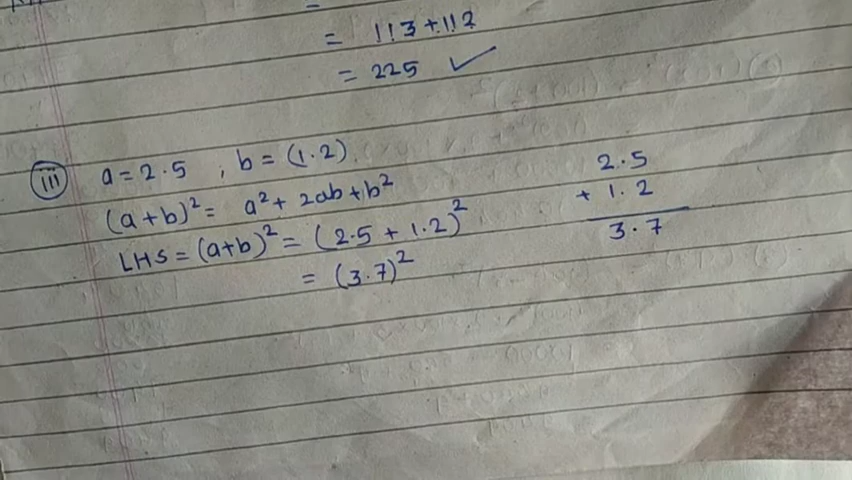 = 113+112
= 225 ✓
(iii) a = 2.5 , b = (1.2)
(a+b)² = a² + 2ab + b²
LHS = (a+b)² = (2.5 + 1.2)²
= (3.7)²
2.5
+ 1.2
3.7